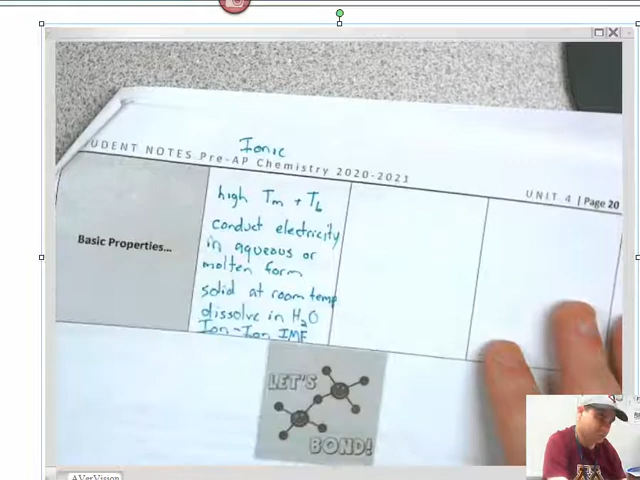 Ionic
UDENT NOTES Pre-AP Chemistry 2020-2021
UNIT 4 | Page 20
Basic Properties...
high Tm + Tb
conduct electricity
in aqueous or
molten form
solid at room temp
dissolve in H2O
Ion-Ion IMF
LET'S
BOND!
AVerVision